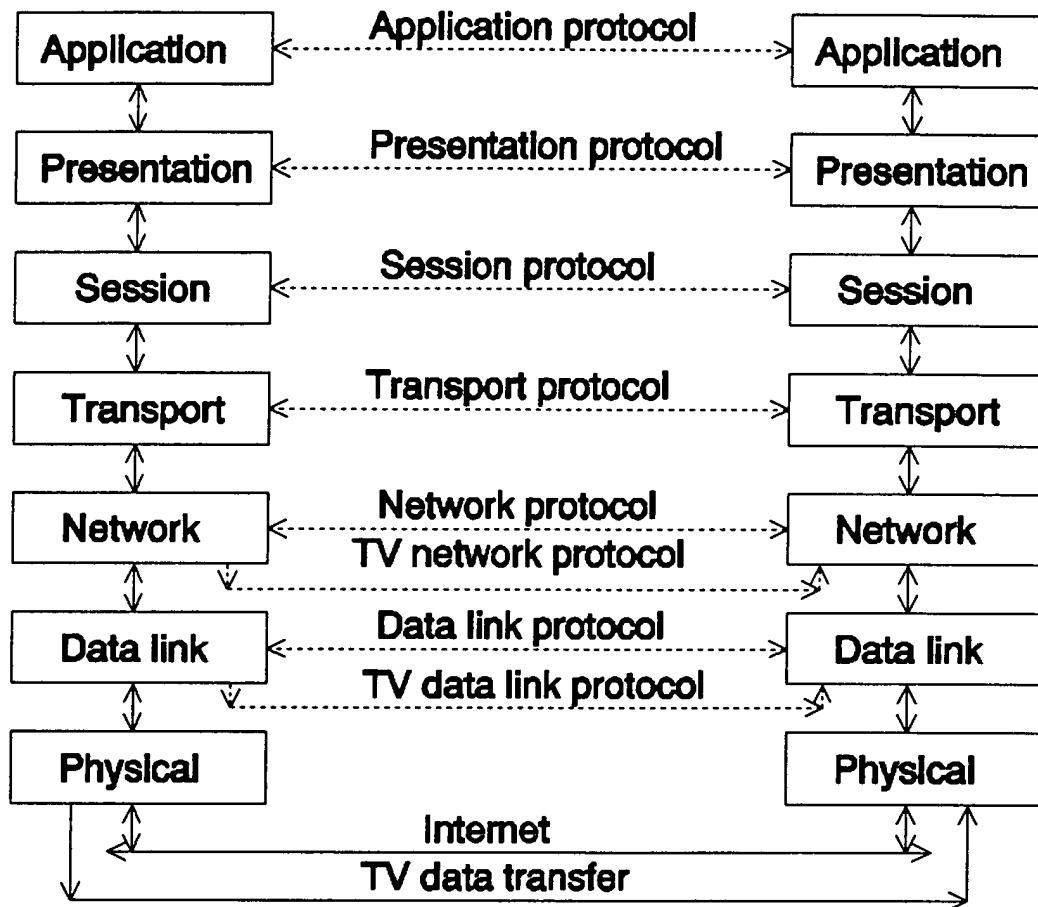 Application protocol
Application
Application
Presentation protocol
Presentation
Presentation
Session protocol
Session
Session
Transport protocol
Transport
Transport
Network protocol
Network
Network
TV network protocol
Data link protocol
Data link
Data link
TV data link protocol
Physical
Physical
Internet
TV data transfer